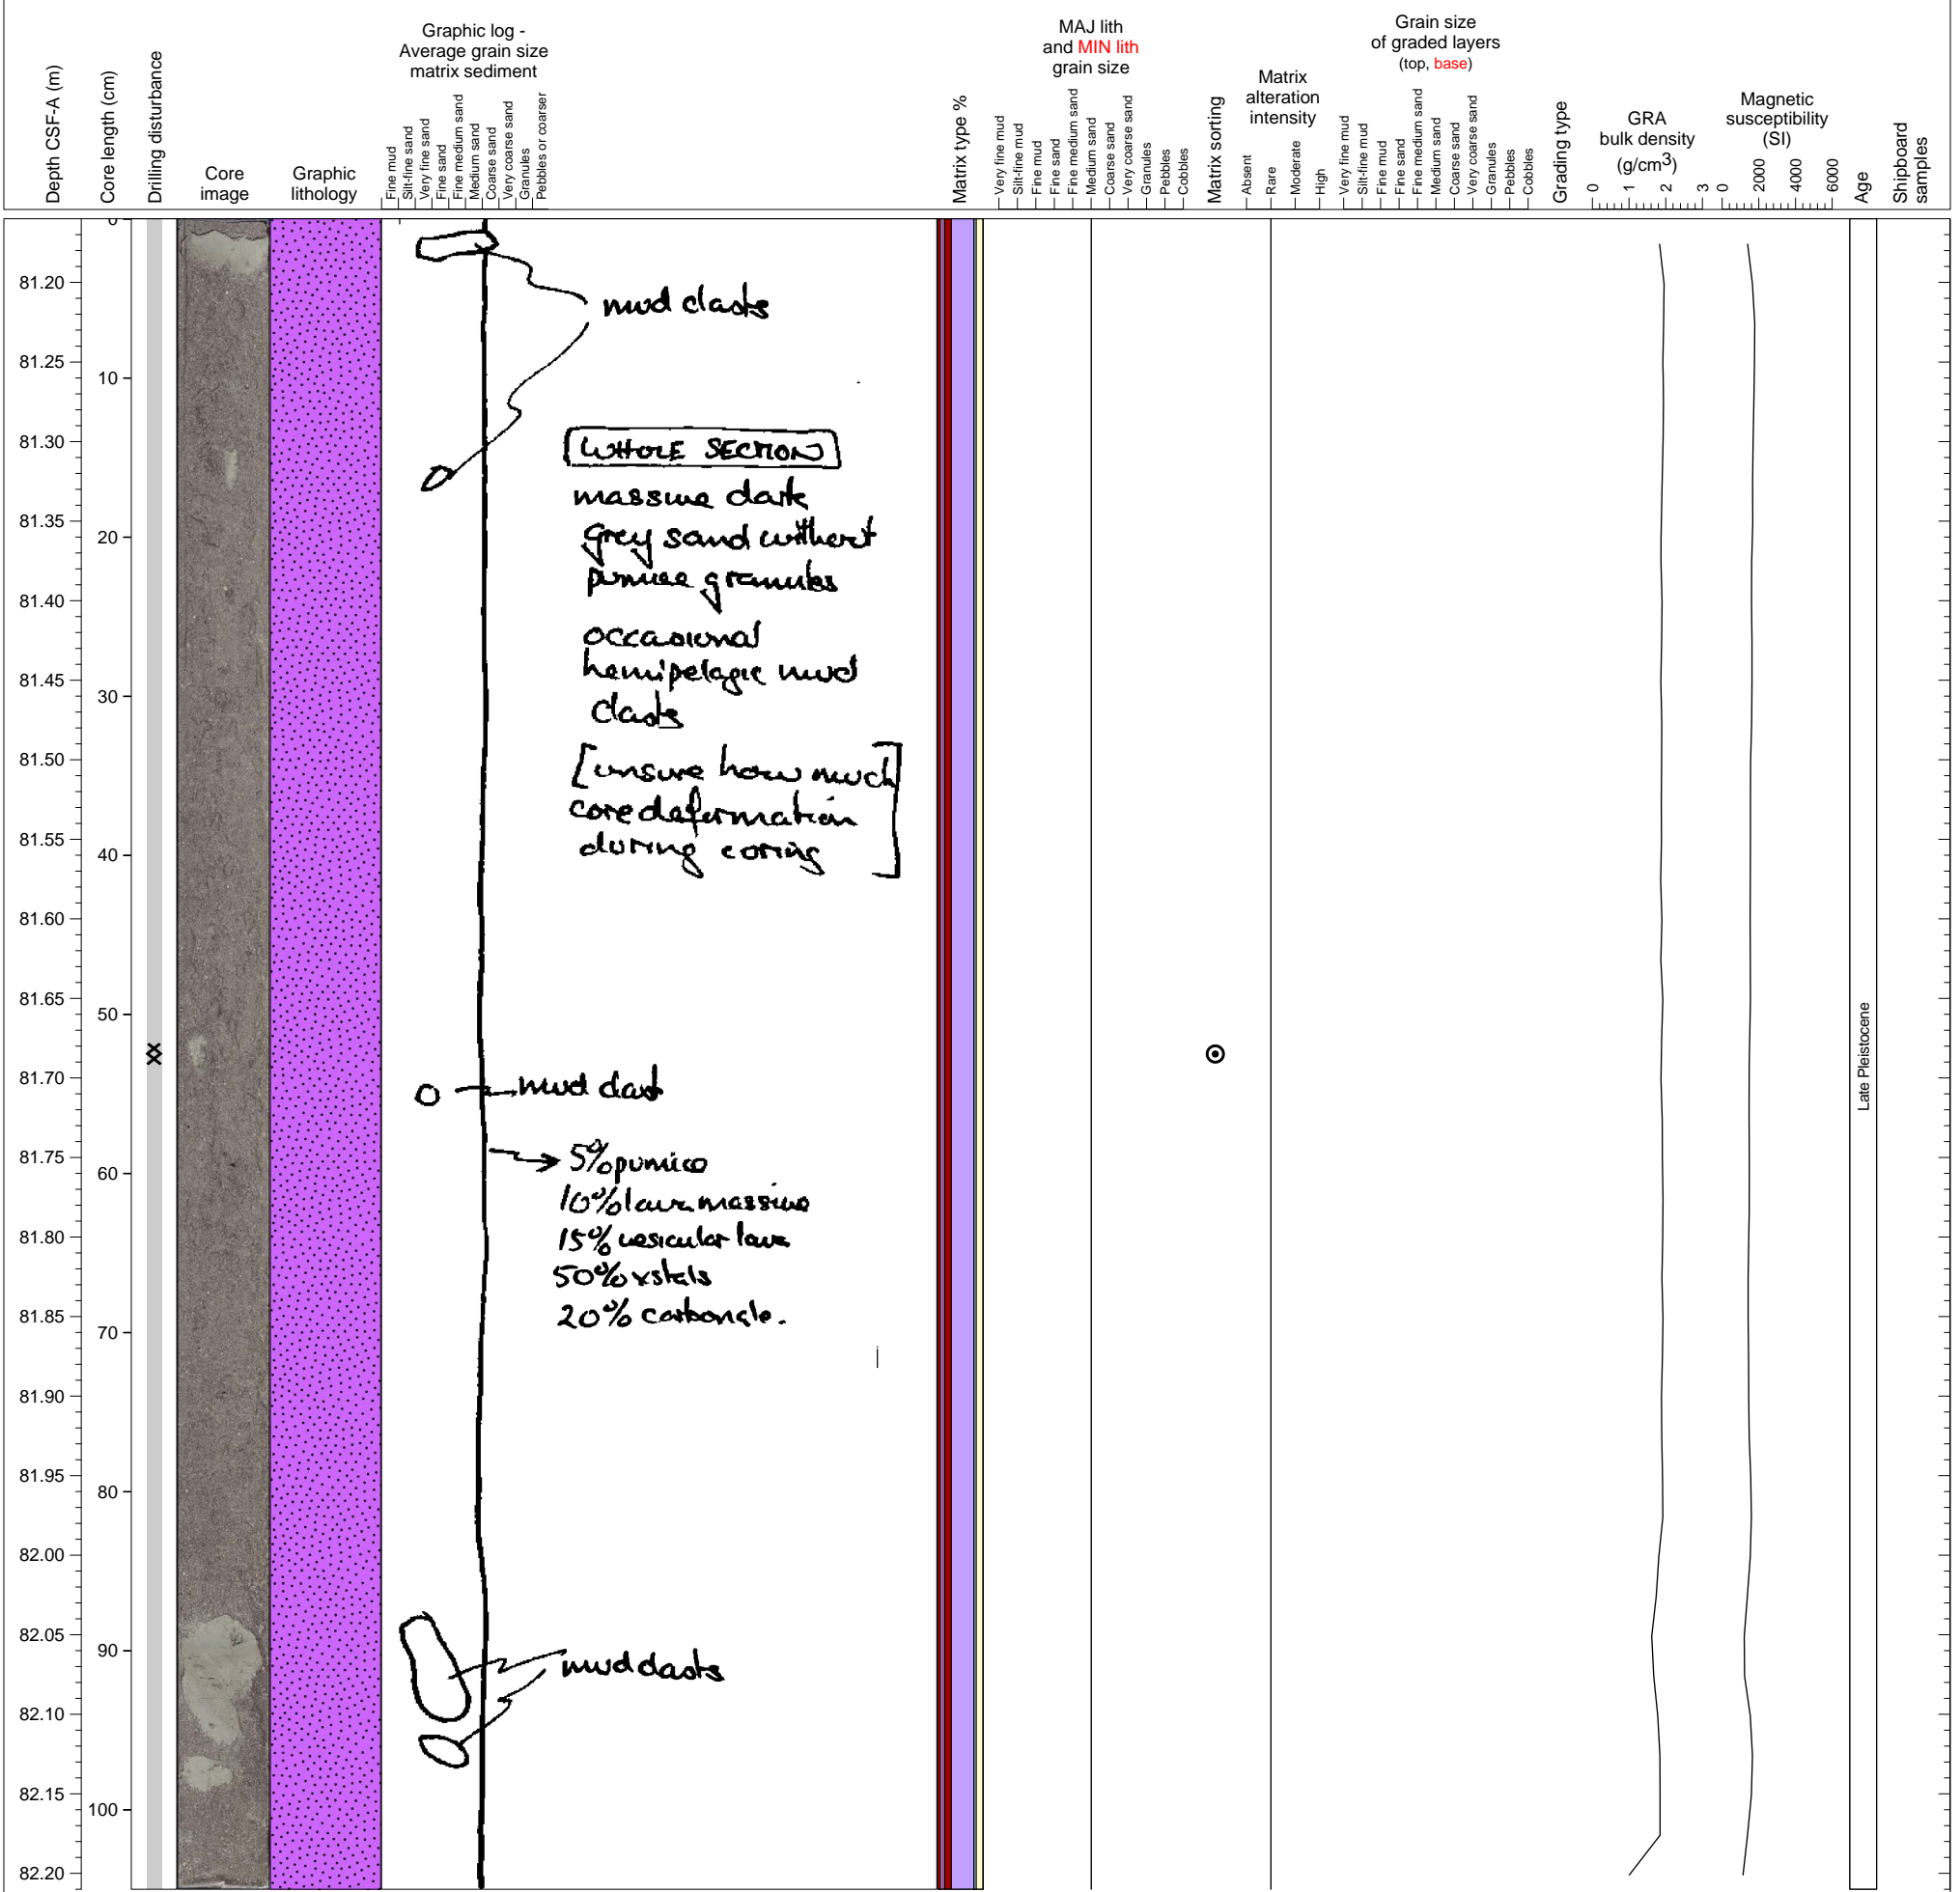 Depth CSF-A (m)
Core length (cm)
Drilling disturbance
Core
image
Graphic
lithology
Graphic log -
Average grain size
matrix sediment
Fine mud
Silt-fine sand
Very fine sand
Fine sand
Fine medium sand
Medium sand
Coarse sand
Very coarse sand
Granules
Pebbles or coarser
Matrix type %
MAJ lith
and MIN lith
grain size
Very fine mud
Silt-fine mud
Fine mud
Fine sand
Fine medium sand
Medium sand
Coarse sand
Very coarse sand
Granules
Pebbles
Cobbles
Matrix sorting
Matrix
alteration
intensity
Absent
Rare
Moderate
High
Grain size
of graded layers
(top, base)
Very fine mud
Silt-fine mud
Fine mud
Fine sand
Fine medium sand
Medium sand
Coarse sand
Very coarse sand
Granules
Pebbles
Cobbles
Grading type
GRA
bulk density
(g/cm³)
0 1 2 3
Magnetic
susceptibility
(SI)
0 2000 4000 6000
Age
Shipboard
samples
81.20
81.25
81.30
81.35
81.40
81.45
81.50
81.55
81.60
81.65
81.70
81.75
81.80
81.85
81.90
81.95
82.00
82.05
82.10
82.15
82.20
0
10
20
30
40
50
60
70
80
90
100
mud clasts
WHOLE SECTION
massive dark
grey sand without
pumice granules
occasional
hemipelagic mud
clasts
[unsure how much
core deformation
during coring]
mud clast
5% pumice
10% lava massive
15% vesicular lava
50% xstals
20% carbonate.
mud clasts
Late Pleistocene